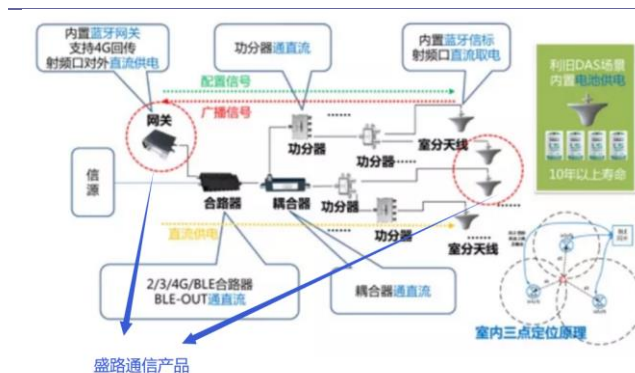 内置蓝牙网关
支持4G回传
射频口对外直流供电
功分器通直流
内置蓝牙信标
射频口直流取电
利旧DAS场景
内置电池供电
10年以上寿命
配置信号
广播信号
网关
信源
合路器
耦合器
功分器
功分器
功分器
功分器
室分天线
室分天线
直流供电
2/3/4G/BLE合路器
BLE-OUT通直流
耦合器通直流
室内三点定位原理
盛路通信产品